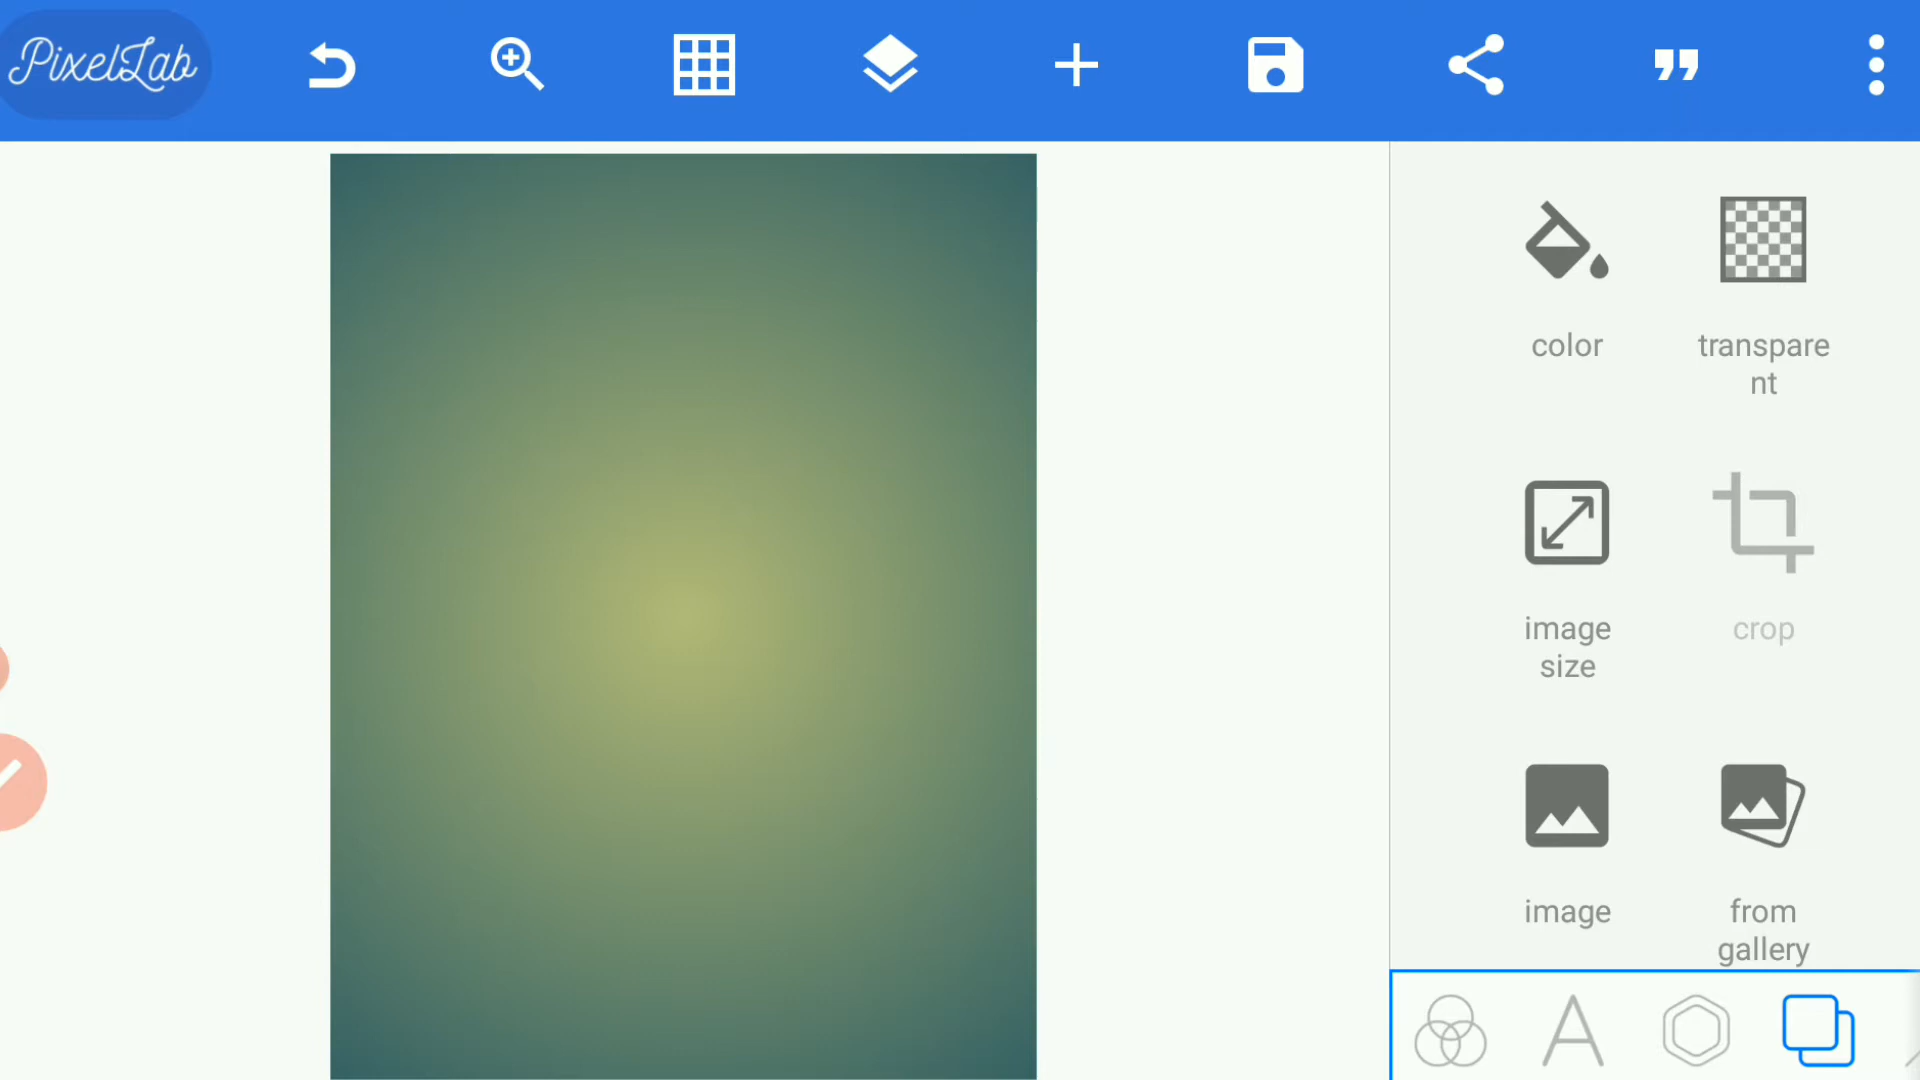 PixelLab
color
transpare
nt
image
size
crop
image
from
gallery